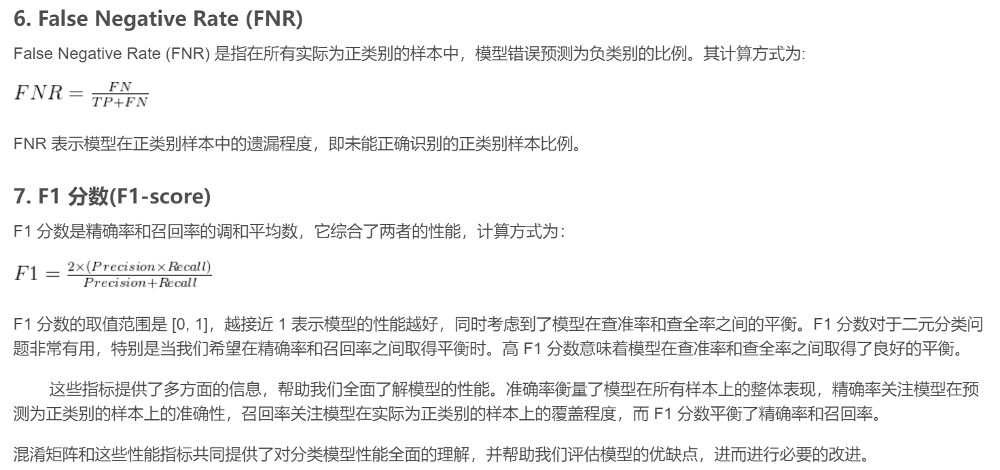 6. False Negative Rate (FNR)
False Negative Rate (FNR) 是指在所有实际为正类别的样本中，模型错误预测为负类别的比例。其计算方式为:
FNR = \frac{FN}{TP+FN}
FNR 表示模型在正类别样本中的遗漏程度，即未能正确识别的正类别样本比例。
7. F1 分数(F1-score)
F1 分数是精确率和召回率的调和平均数，它综合了两者的性能，计算方式为：
F1 = \frac{2×(Precision×Recall)}{Precision+Recall}
F1 分数的取值范围是 [0, 1]，越接近 1 表示模型的性能越好，同时考虑到了模型在查准率和查全率之间的平衡。F1 分数对于二元分类问
题非常有用，特别是当我们希望在精确率和召回率之间取得平衡时。高 F1 分数意味着模型在查准率和查全率之间取得了良好的平衡。
这些指标提供了多方面的信息，帮助我们全面了解模型的性能。准确率衡量了模型在所有样本上的整体表现，精确率关注模型在预
测为正类别的样本上的准确性，召回率关注模型在实际为正类别的样本上的覆盖程度，而 F1 分数平衡了精确率和召回率。
混淆矩阵和这些性能指标共同提供了对分类模型性能全面的理解，并帮助我们评估模型的优缺点，进而进行必要的改进。